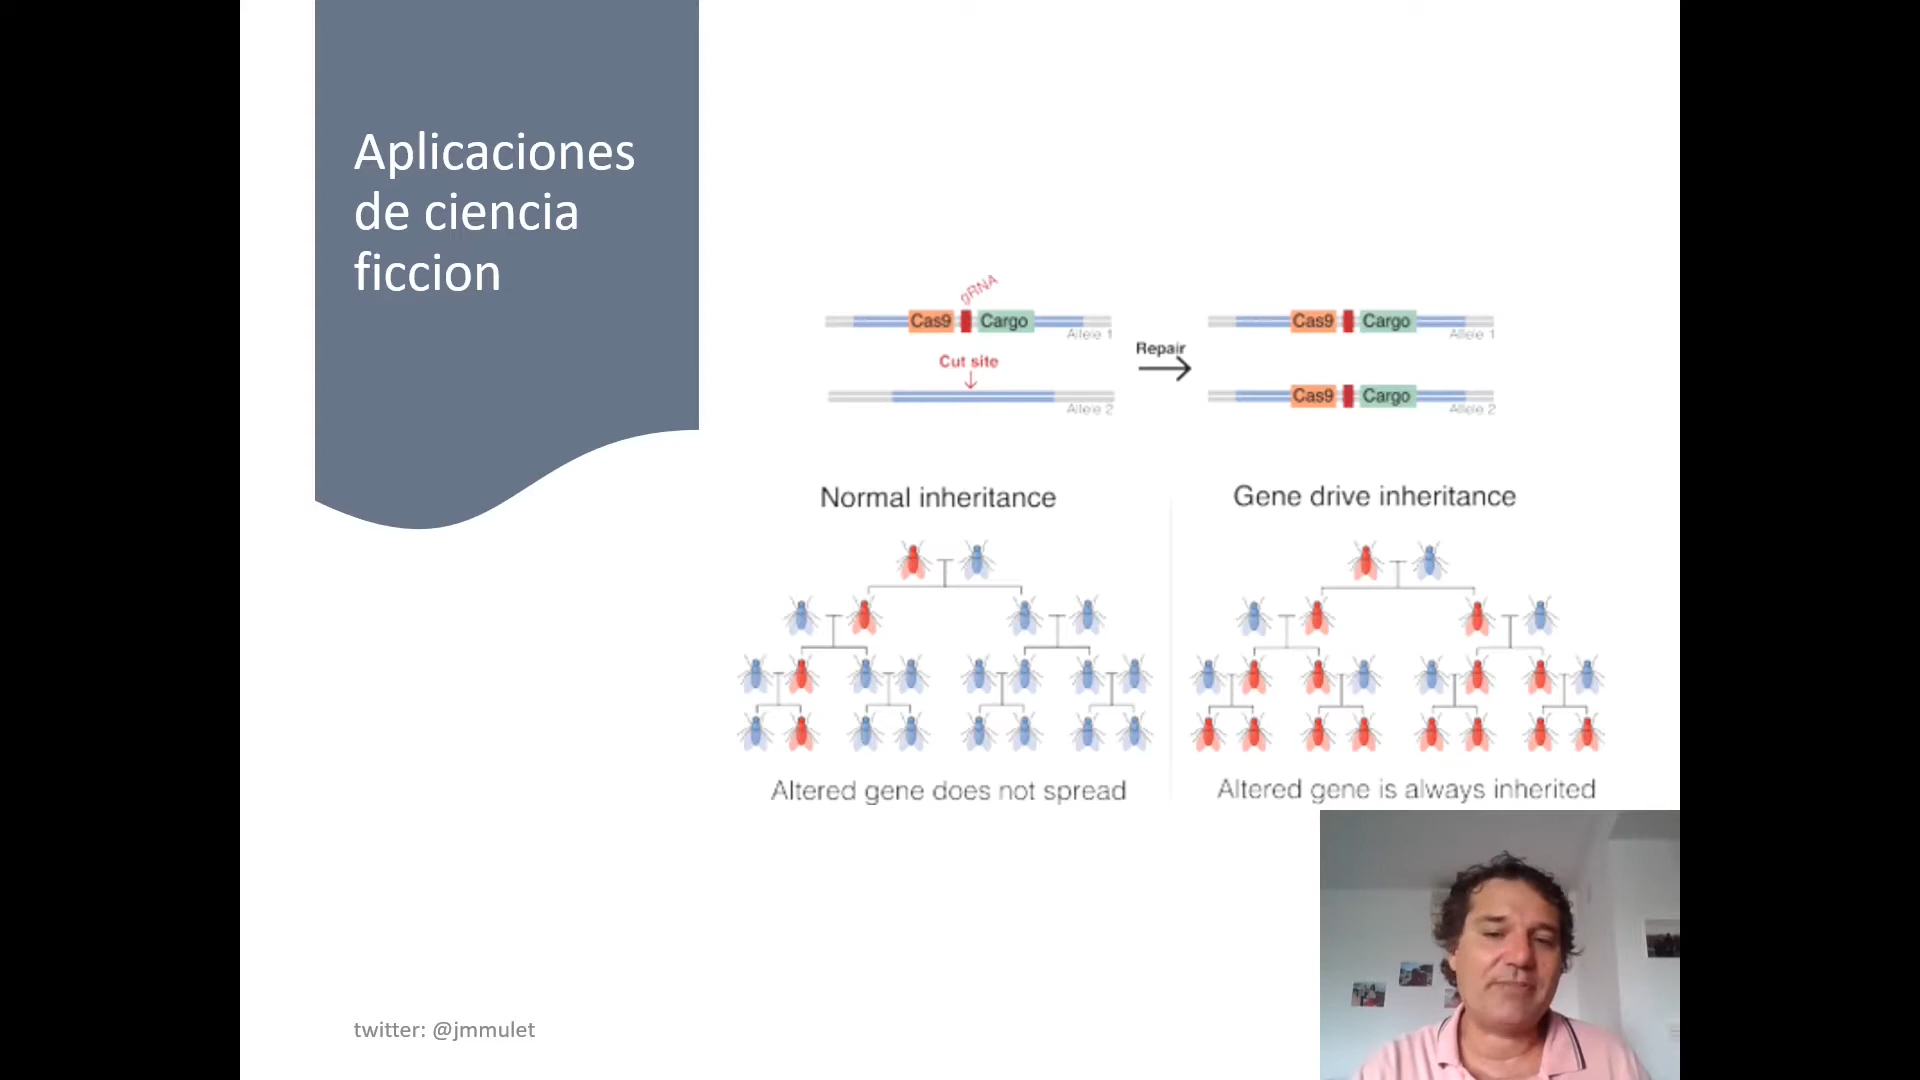 Aplicaciones
de ciencia
ficcion
gRNA
Cas9 Cargo
Allele 1
Cut site
Allele 2
Repair
Cas9 Cargo
Allele 1
Cas9 Cargo
Allele 2
Normal inheritance
Altered gene does not spread
Gene drive inheritance
Altered gene is always inherited
twitter: @jmmulet